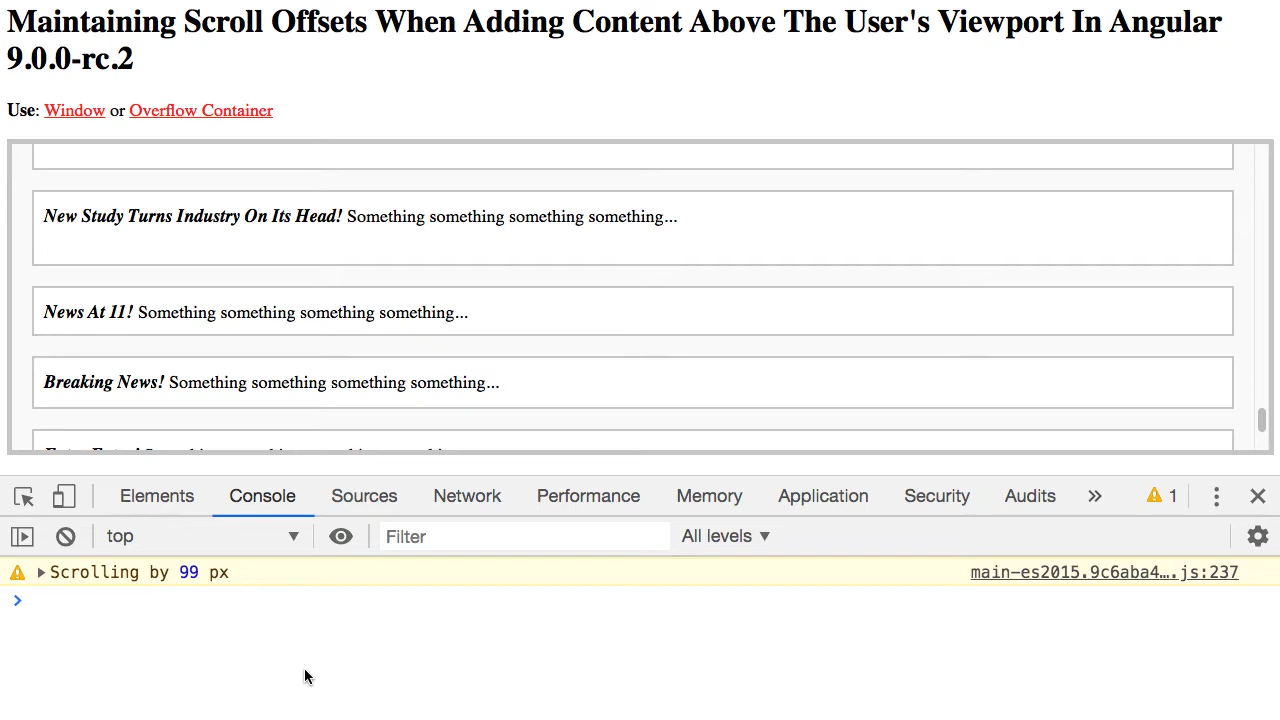 Maintaining Scroll Offsets When Adding Content Above The User's Viewport In Angular
9.0.0-rc.2
Use: Window or Overflow Container
New Study Turns Industry On Its Head! Something something something something...
News At 11! Something something something something...
Breaking News! Something something something something...
Elements Console Sources Network Performance Memory Application Security Audits » 1
top ▼ Filter All levels ▼
Scrolling by 99 px main-es2015.9c6aba4….js:237